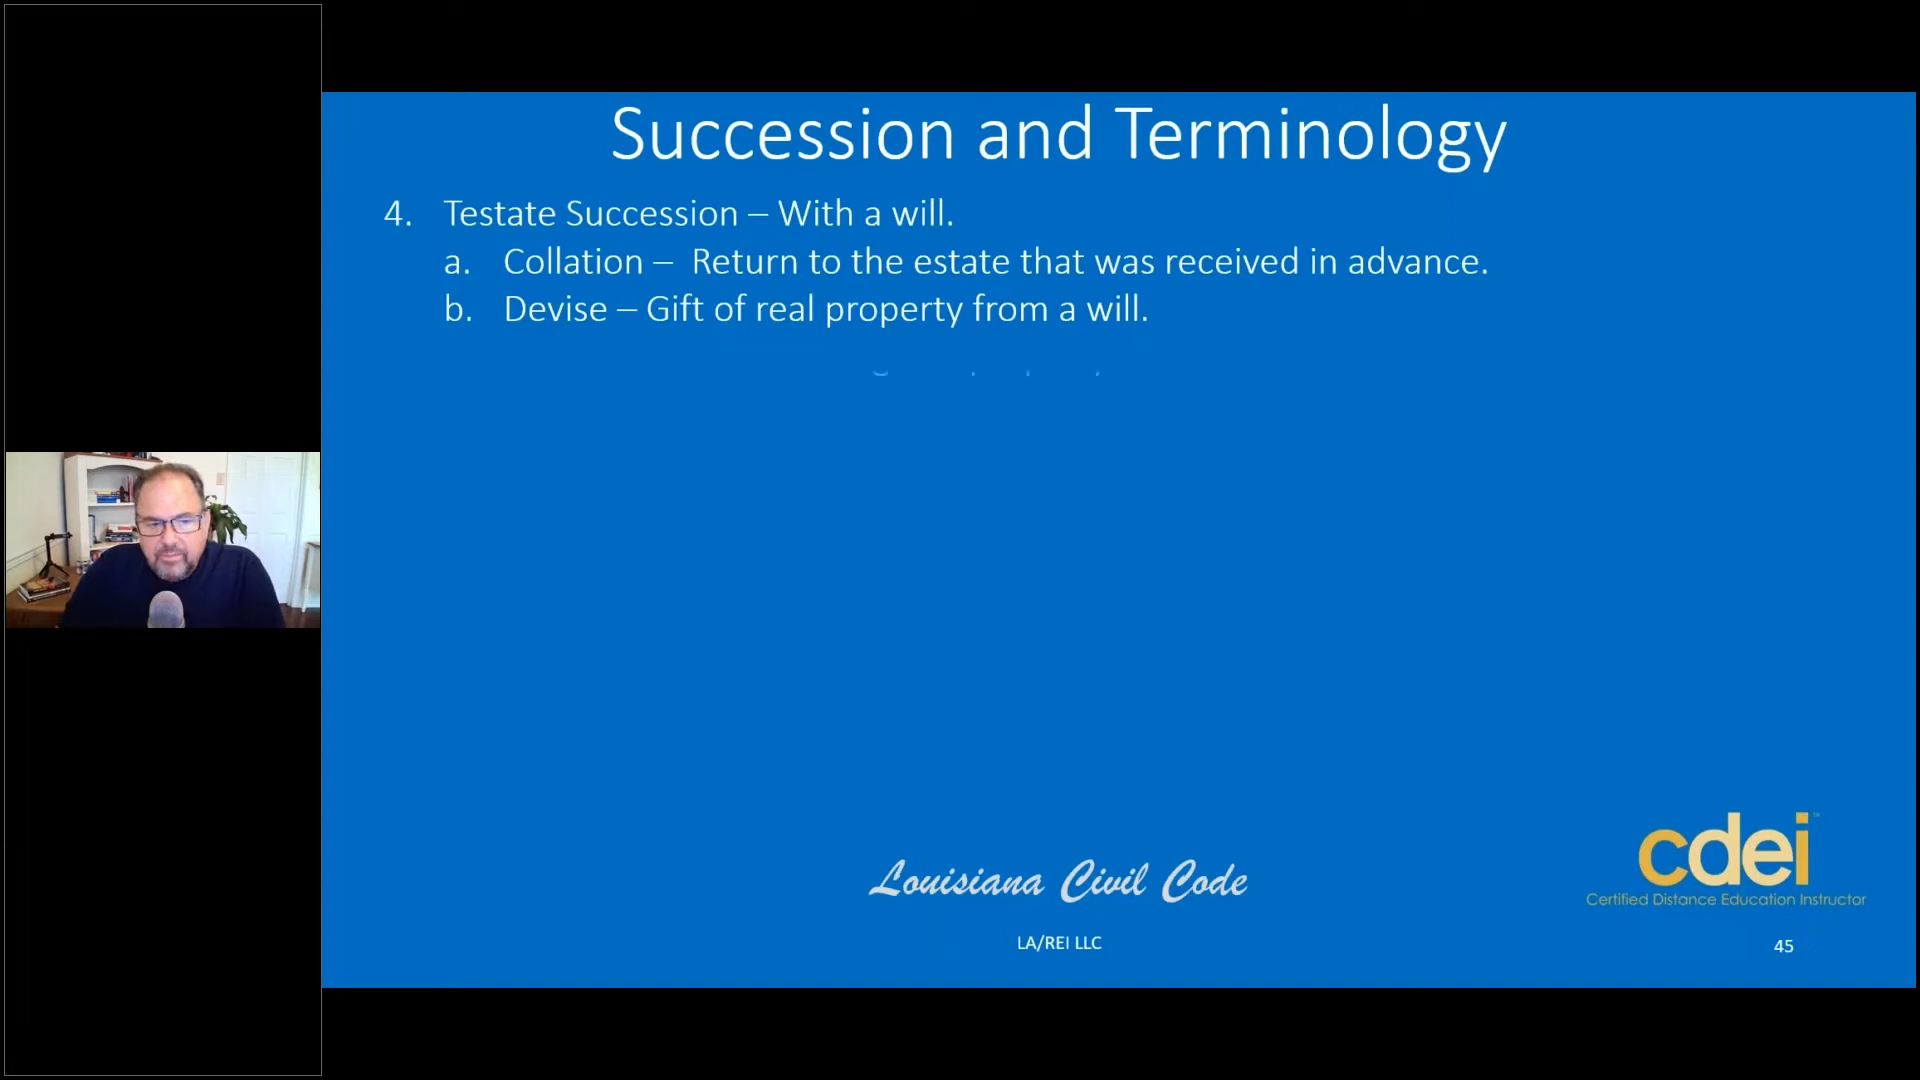 Succession and Terminology
4. Testate Succession – With a will.
a. Collation – Return to the estate that was received in advance.
b. Devise – Gift of real property from a will.
Louisiana Civil Code
cdei
Certified Distance Education Instructor
LA/REI LLC
45